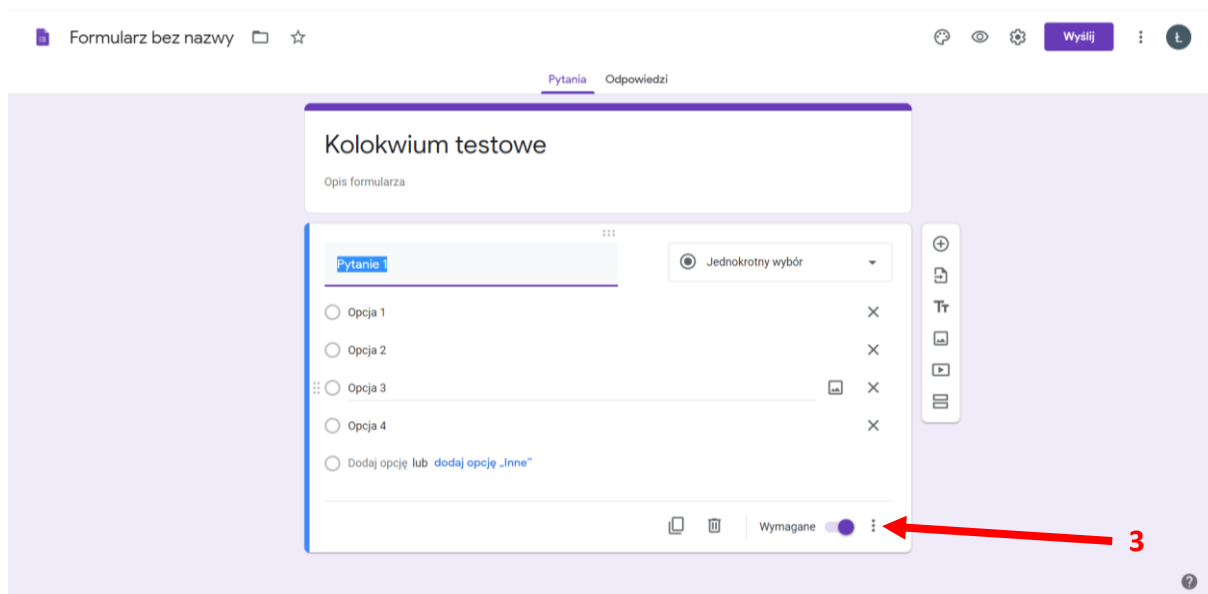 Formularz bez nazwy
Wyślij
Ł
Pytania Odpowiedzi
Kolokwium testowe
Opis formularza
Pytanie 1
Jednokrotny wybór
Opcja 1
Opcja 2
Opcja 3
Opcja 4
Dodaj opcję lub dodaj opcję „Inne"
Wymagane
3